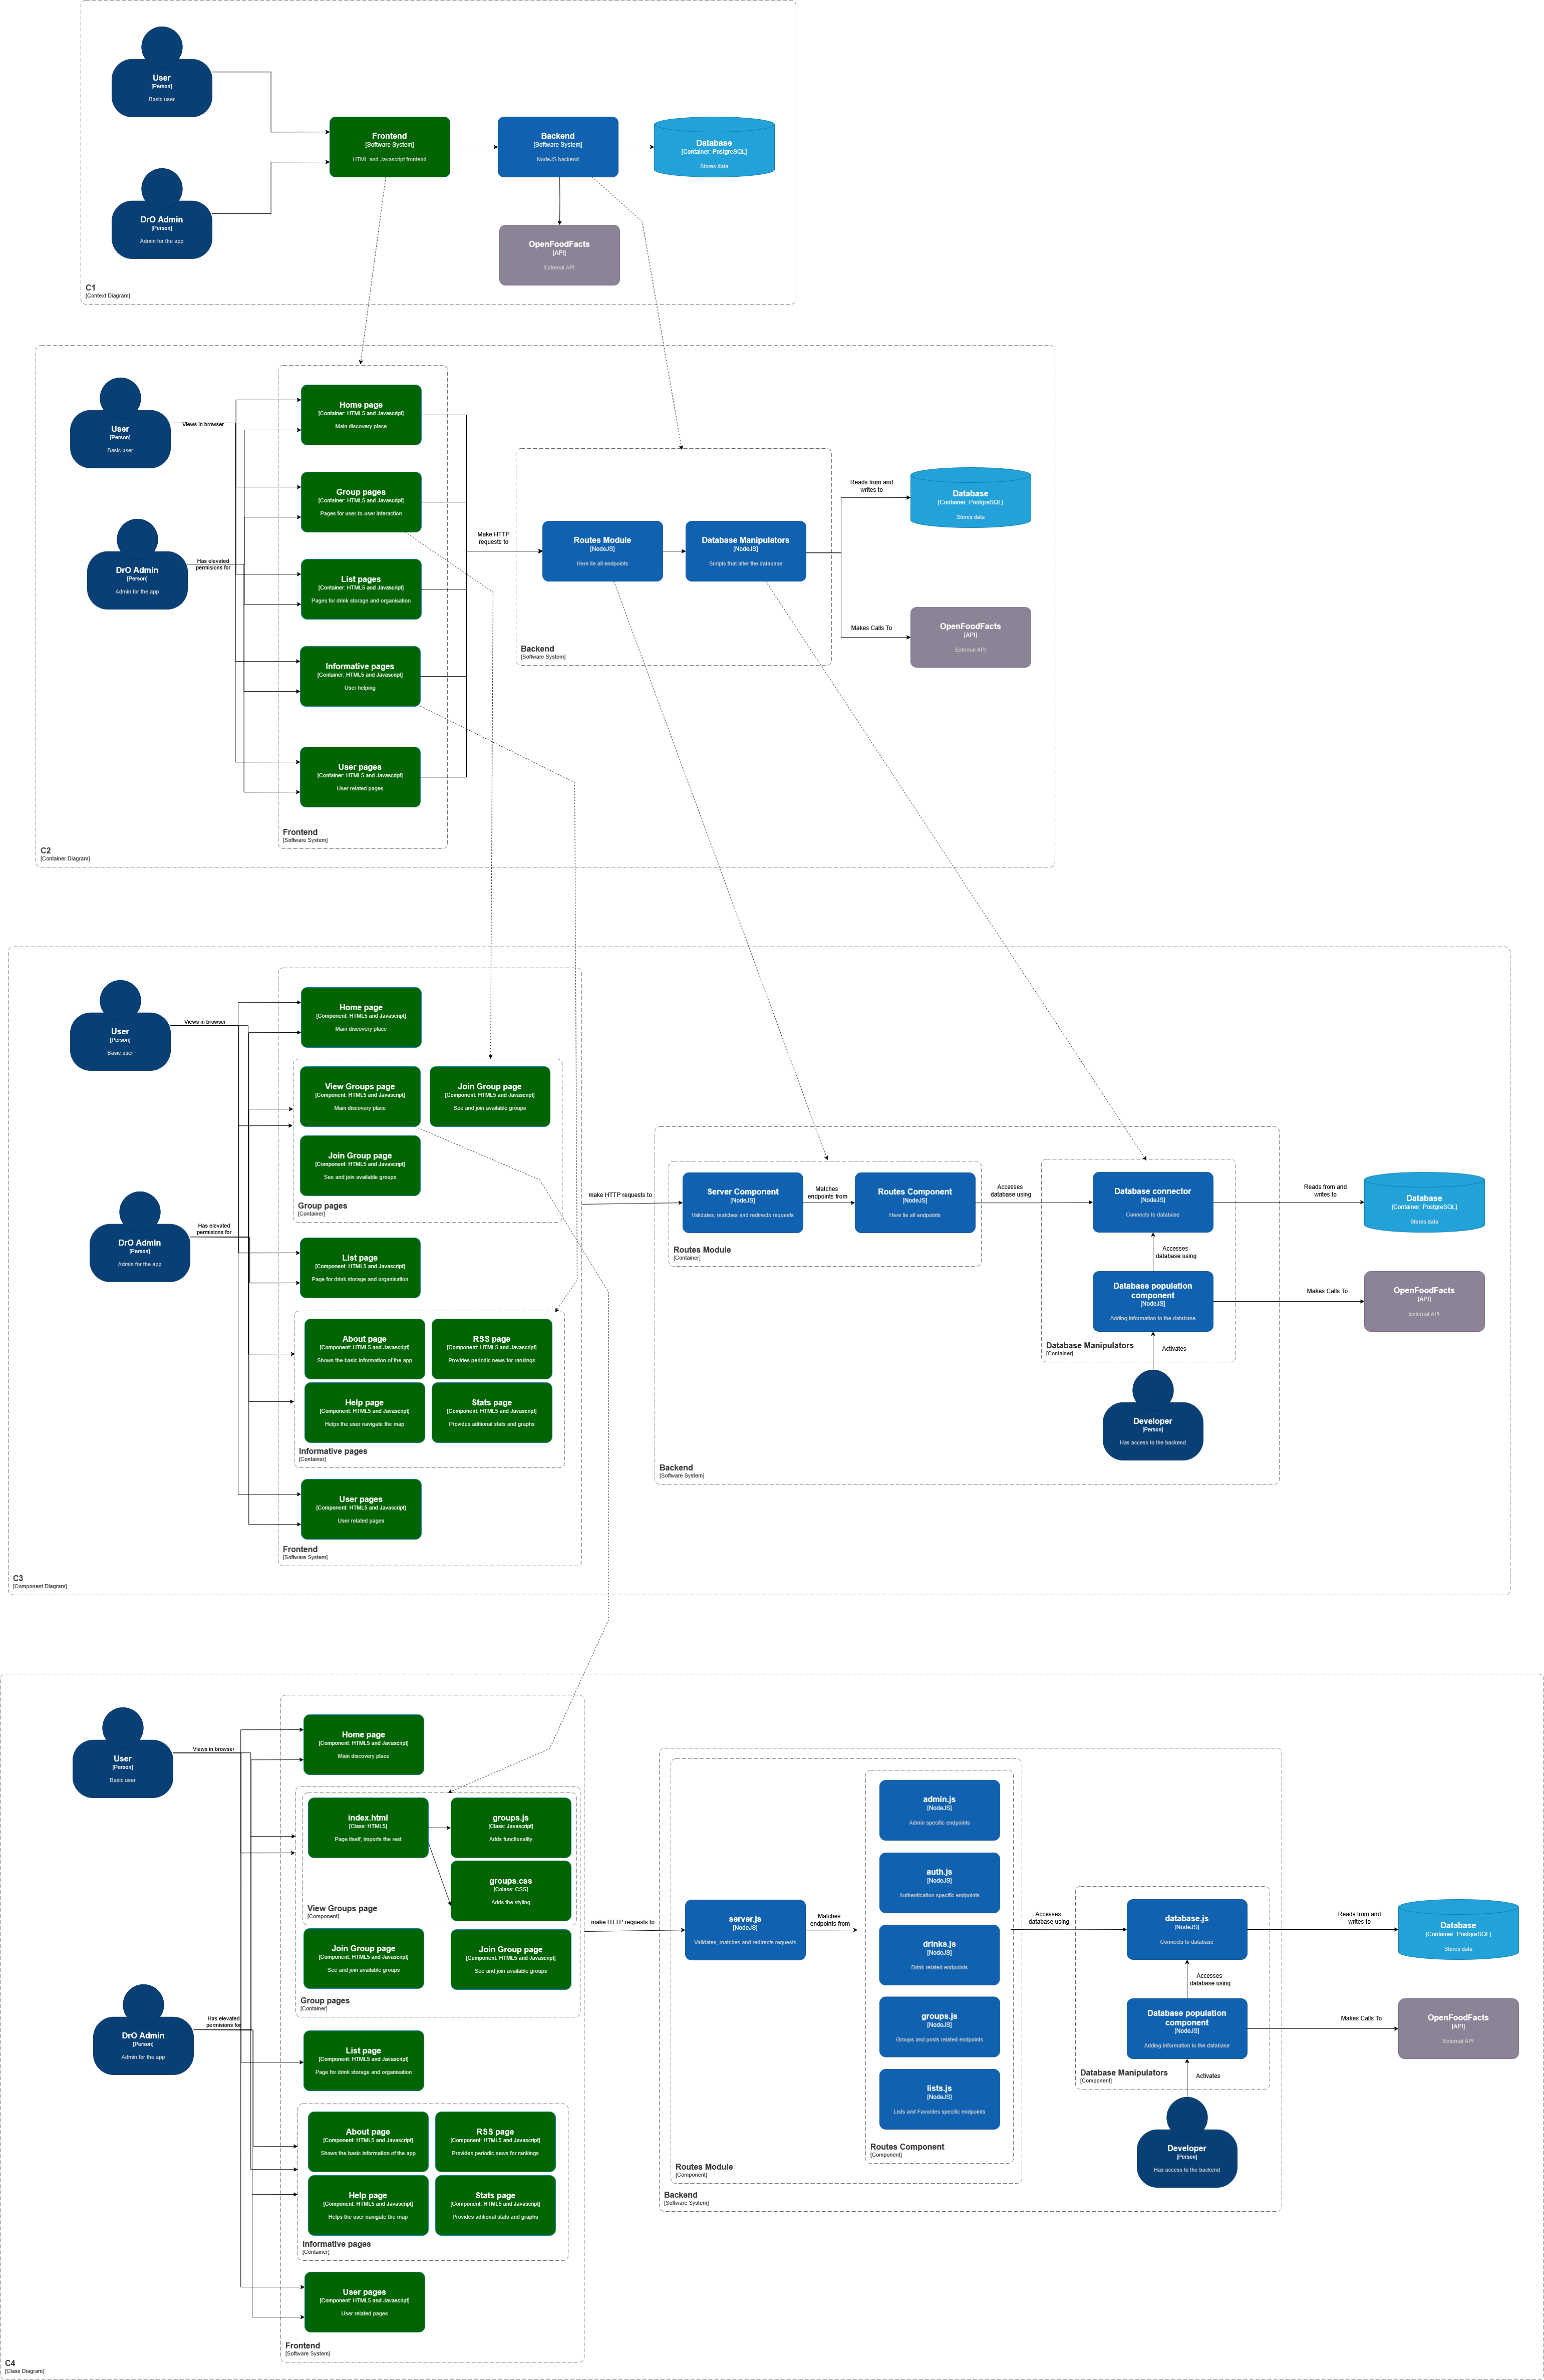 User
[Person]
Basic user
DrO Admin
[Person]
Admin for the app
Frontend
[Software System]
HTML and Javascript frontend
Backend
[Software System]
NodeJS backend
Database
[Container: PostgreSQL]
Stores data
OpenFoodFacts
[API]
External API
C1
[Context Diagram]
User
[Person]
Basic user
Views in browser
DrO Admin
[Person]
Admin for the app
Has elevated
permisions for
Home page
[Container: HTML5 and Javascript]
Main discovery place
Group pages
[Container: HTML5 and Javascript]
Pages for user-to-user interaction
List pages
[Container: HTML5 and Javascript]
Pages for drink storage and organisation
Informative pages
[Container: HTML5 and Javascript]
User helping
User pages
[Container: HTML5 and Javascript]
User related pages
Frontend
[Software System]
Make HTTP
requests to
Routes Module
[NodeJS]
Here lie all endpoints
Database Manipulators
[NodeJS]
Scripts that alter the database
Backend
[Software System]
Reads from and
writes to
Database
[Container: PostgreSQL]
Stores data
Makes Calls To
OpenFoodFacts
[API]
External API
C2
[Container Diagram]
User
[Person]
Basic user
Views in browser
DrO Admin
[Person]
Admin for the app
Has elevated
permisions for
Home page
[Component: HTML5 and Javascript]
Main discovery place
View Groups page
[Component: HTML5 and Javascript]
Main discovery place
Join Group page
[Component: HTML5 and Javascript]
See and join available groups
Join Group page
[Component: HTML5 and Javascript]
See and join available groups
Group pages
[Container]
List page
[Component: HTML5 and Javascript]
Page for drink storage and organisation
About page
[Component: HTML5 and Javascript]
Shows the basic information of the app
RSS page
[Component: HTML5 and Javascript]
Provides periodic news for rankings
Help page
[Component: HTML5 and Javascript]
Helps the user navigate the map
Stats page
[Component: HTML5 and Javascript]
Provides aditional stats and graphs
Informative pages
[Container]
User pages
[Component: HTML5 and Javascript]
User related pages
Frontend
[Software System]
make HTTP requests to
Server Component
[NodeJS]
Validates, matches and redirects requests
Matches
endpoints from
Routes Component
[NodeJS]
Here lie all endpoints
Routes Module
[Container]
Accesses
database using
Database connector
[NodeJS]
Connects to database
Accesses
database using
Database population
component
[NodeJS]
Adding information to the database
Database Manipulators
[Container]
Activates
Developer
[Person]
Has access to the backend
Backend
[Software System]
Reads from and
writes to
Database
[Container: PostgreSQL]
Stores data
Makes Calls To
OpenFoodFacts
[API]
External API
C3
[Component Diagram]
User
[Person]
Basic user
Views in browser
DrO Admin
[Person]
Admin for the app
Has elevated
permisions for
Home page
[Component: HTML5 and Javascript]
Main discovery place
index.html
[Class: HTML5]
Page itself, imports the rest
groups.js
[Class: Javascript]
Adds functionality
groups.css
[Colass: CSS]
Adds the styling
View Groups page
[Component]
Join Group page
[Component: HTML5 and Javascript]
See and join available groups
Join Group page
[Component: HTML5 and Javascript]
See and join available groups
Group pages
[Container]
List page
[Component: HTML5 and Javascript]
Page for drink storage and organisation
About page
[Component: HTML5 and Javascript]
Shows the basic information of the app
RSS page
[Component: HTML5 and Javascript]
Provides periodic news for rankings
Help page
[Component: HTML5 and Javascript]
Helps the user navigate the map
Stats page
[Component: HTML5 and Javascript]
Provides aditional stats and graphs
Informative pages
[Container]
User pages
[Component: HTML5 and Javascript]
User related pages
Frontend
[Software System]
make HTTP requests to
server.js
[NodeJS]
Validates, matches and redirects requests
Matches
endpoints from
admin.js
[NodeJS]
Admin specific endpoints
auth.js
[NodeJS]
Authentication specific endpoints
drinks.js
[NodeJS]
Drink related endpoints
groups.js
[NodeJS]
Groups and posts related endpoints
lists.js
[NodeJS]
Lists and Favorites specific endpoints
Routes Component
[Component]
Routes Module
[Component]
Accesses
database using
database.js
[NodeJS]
Connects to database
Accesses
database using
Database population
component
[NodeJS]
Adding information to the database
Database Manipulators
[Component]
Activates
Developer
[Person]
Has access to the backend
Backend
[Software System]
Reads from and
writes to
Database
[Container: PostgreSQL]
Stores data
Makes Calls To
OpenFoodFacts
[API]
External API
C4
[Class Diagram]